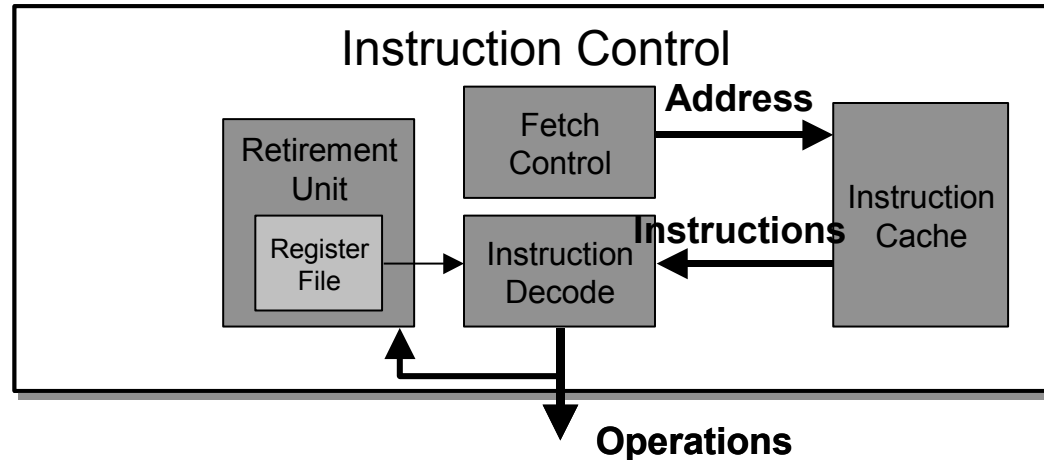 Instruction Control
Address
Fetch
Control
Retirement
Unit
Instruction
Cache
Instructions
Register
File
Instruction
Decode
Operations